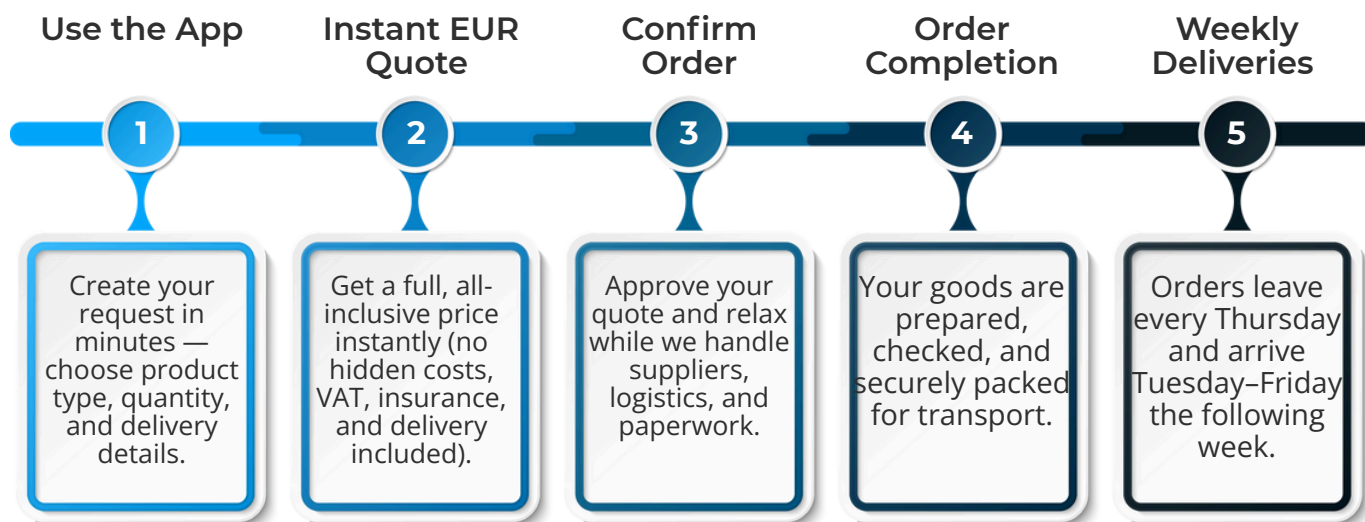 Use the App
Instant EUR
Quote
Confirm
Order
Order
Completion
Weekly
Deliveries
1
2
3
4
5
Create your
request in
minutes —
choose product
type, quantity,
and delivery
details.
Get a full, all-
inclusive price
instantly (no
hidden costs,
VAT, insurance,
and delivery
included).
Approve your
quote and relax
while we handle
suppliers,
logistics, and
paperwork.
Your goods are
prepared,
checked, and
securely packed
for transport.
Orders leave
every Thursday
and arrive
Tuesday–Friday
the following
week.